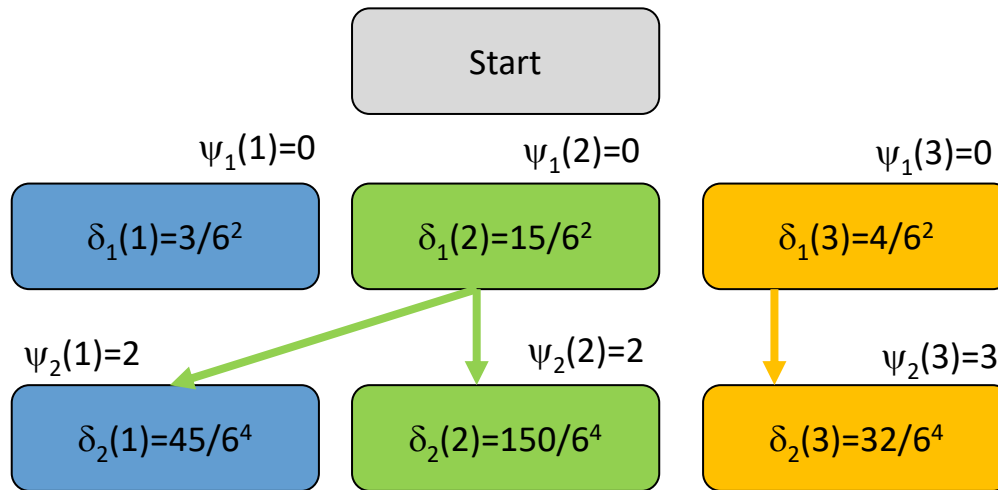 Start
ψ₁(1)=0 ψ₁(2)=0 ψ₁(3)=0
δ₁(1)=3/6² δ₁(2)=15/6² δ₁(3)=4/6²
ψ₂(1)=2 ψ₂(2)=2 ψ₂(3)=3
δ₂(1)=45/6⁴ δ₂(2)=150/6⁴ δ₂(3)=32/6⁴